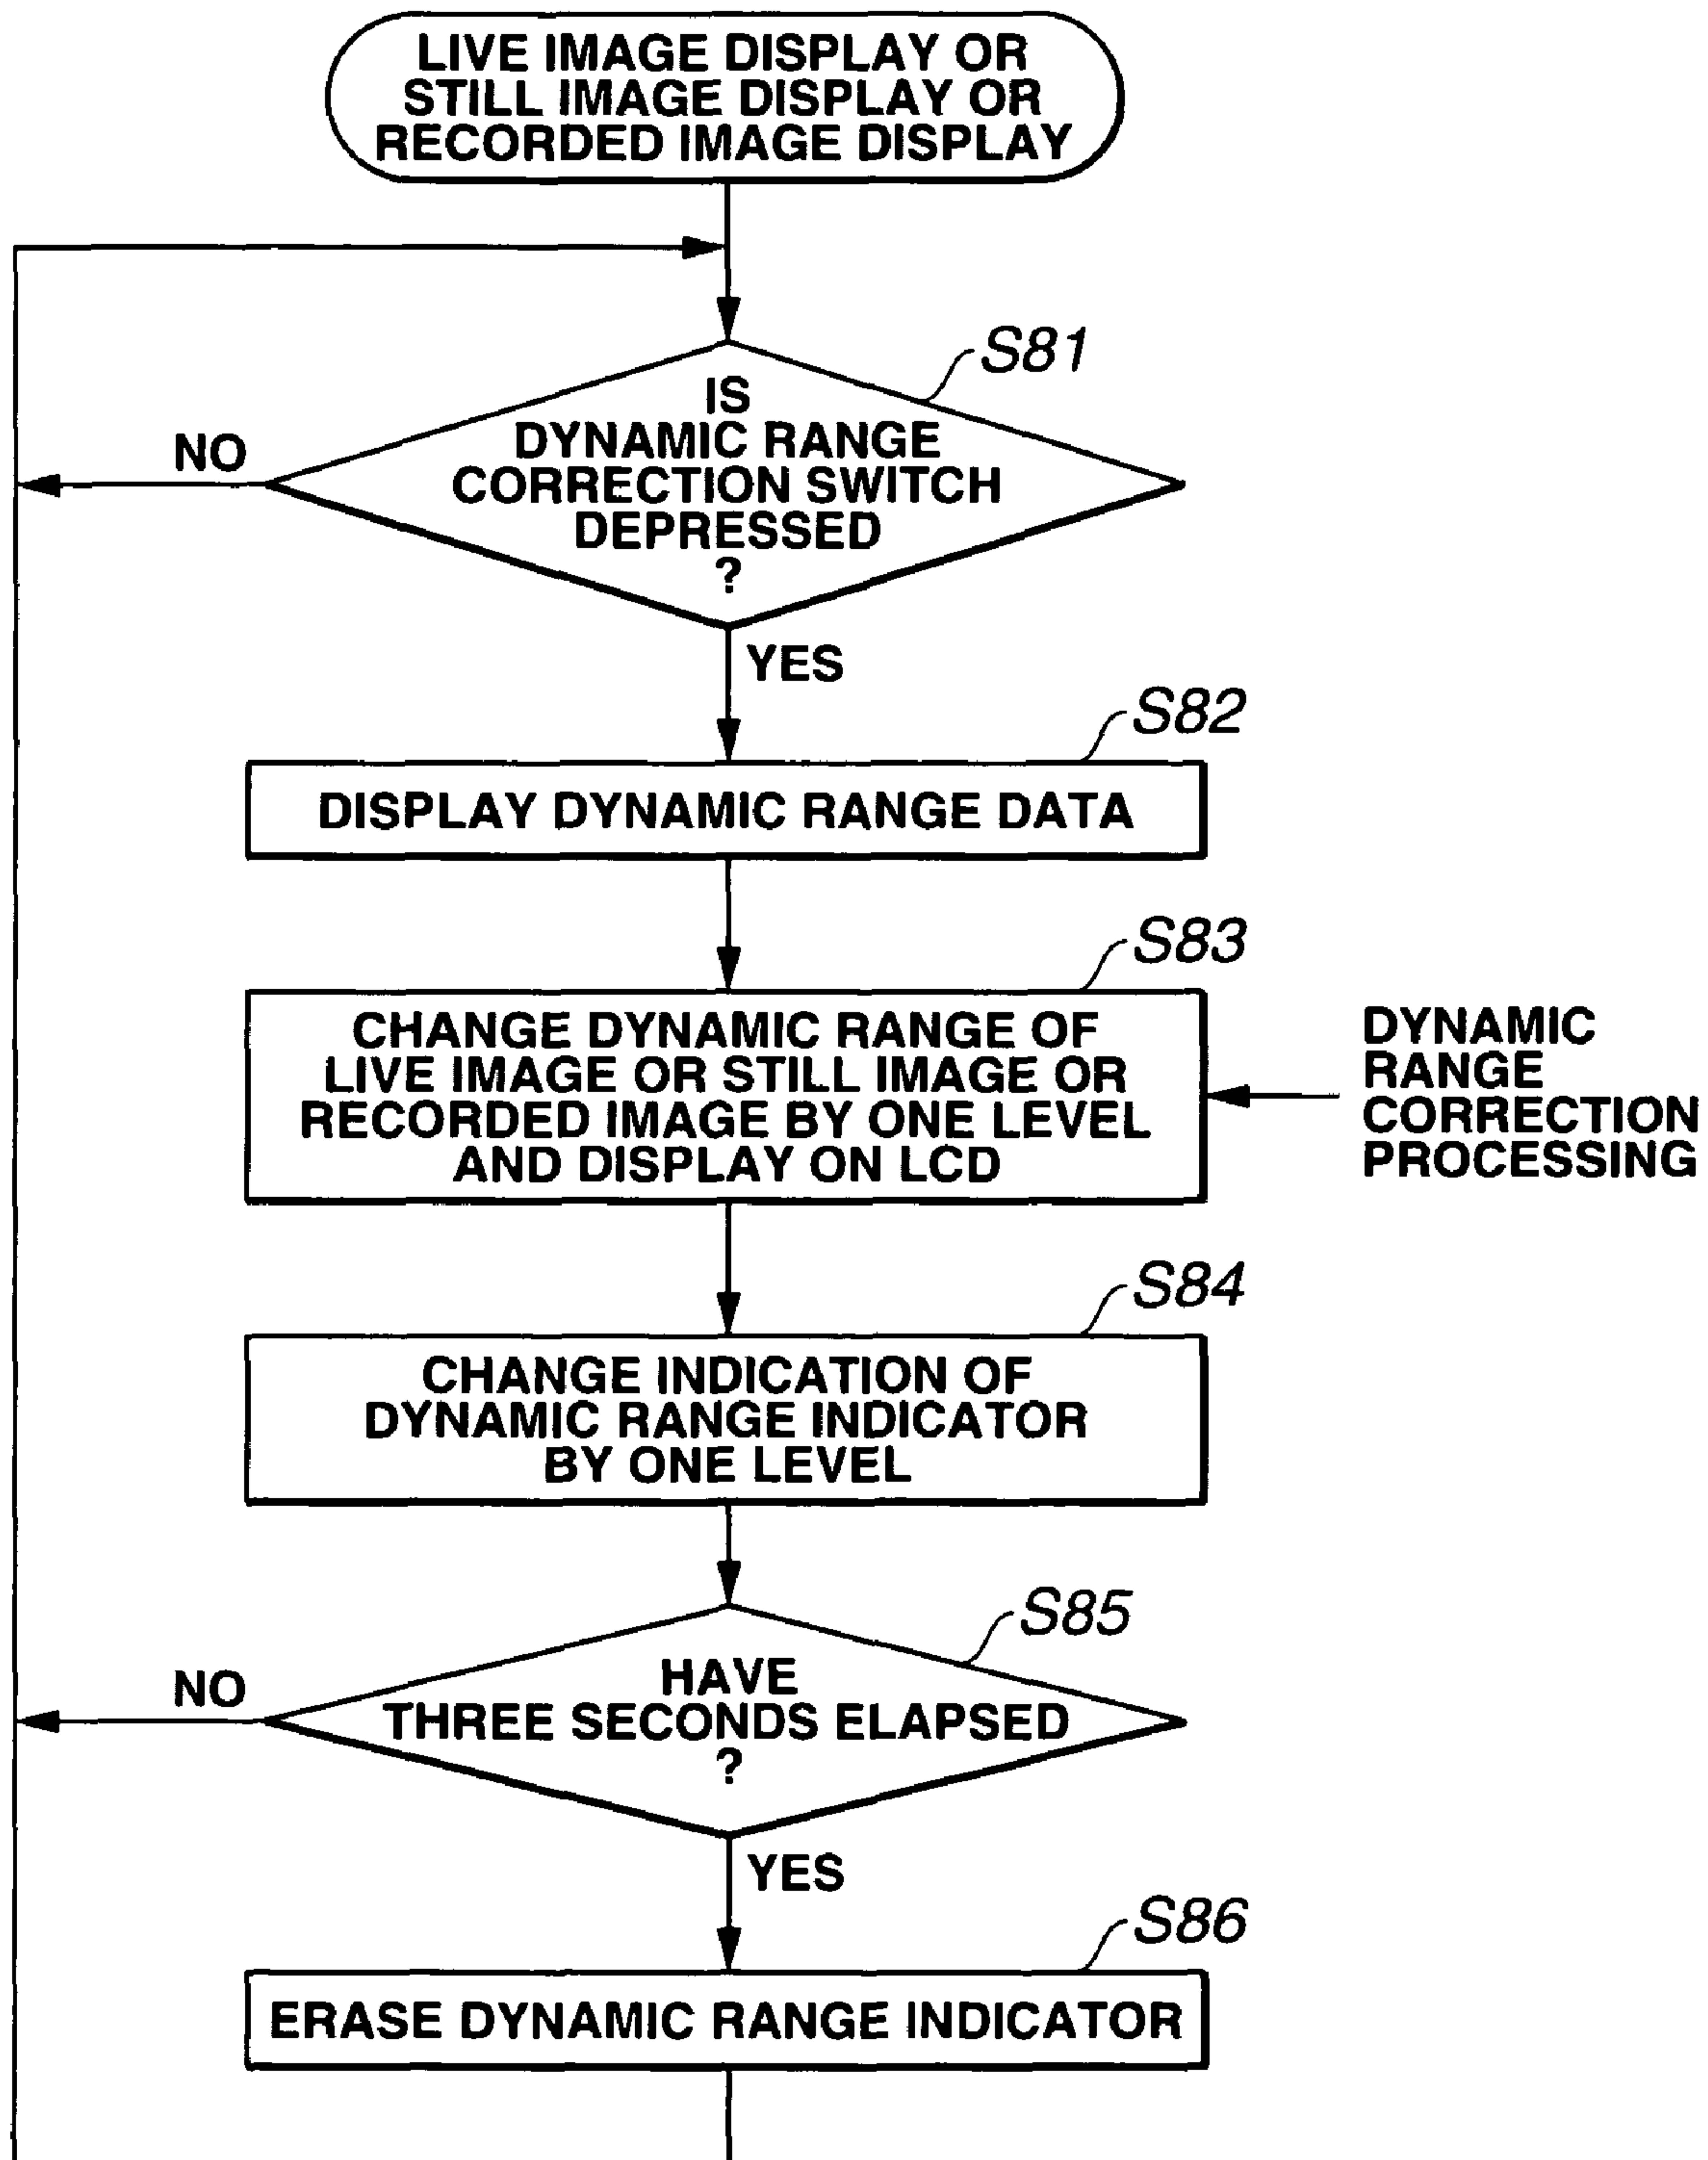 LIVE IMAGE DISPLAY OR
STILL IMAGE DISPLAY OR
RECORDED IMAGE DISPLAY
S81
IS
DYNAMIC RANGE
CORRECTION SWITCH
DEPRESSED
?
NO
YES
S82
DISPLAY DYNAMIC RANGE DATA
S83
CHANGE DYNAMIC RANGE OF
LIVE IMAGE OR STILL IMAGE OR
RECORDED IMAGE BY ONE LEVEL
AND DISPLAY ON LCD
DYNAMIC
RANGE
CORRECTION
PROCESSING
S84
CHANGE INDICATION OF
DYNAMIC RANGE INDICATOR
BY ONE LEVEL
S85
HAVE
THREE SECONDS ELAPSED
?
NO
YES
S86
ERASE DYNAMIC RANGE INDICATOR